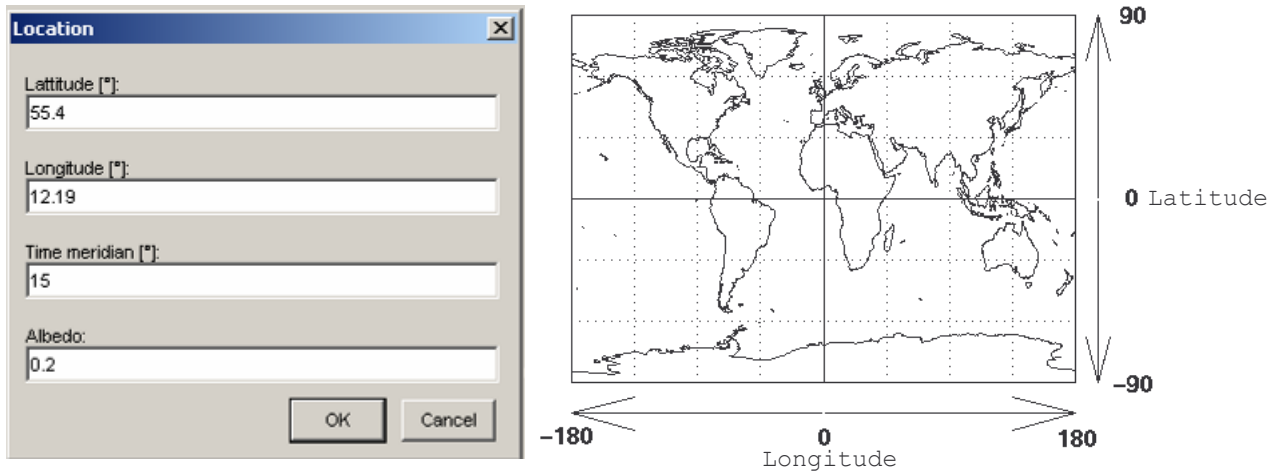 Location
Lattitude [°]:
55.4
Longitude [°]:
12.19
Time meridian [°]:
15
Albedo:
0.2
OK Cancel
90
0 Latitude
-90
-180 0 180
Longitude